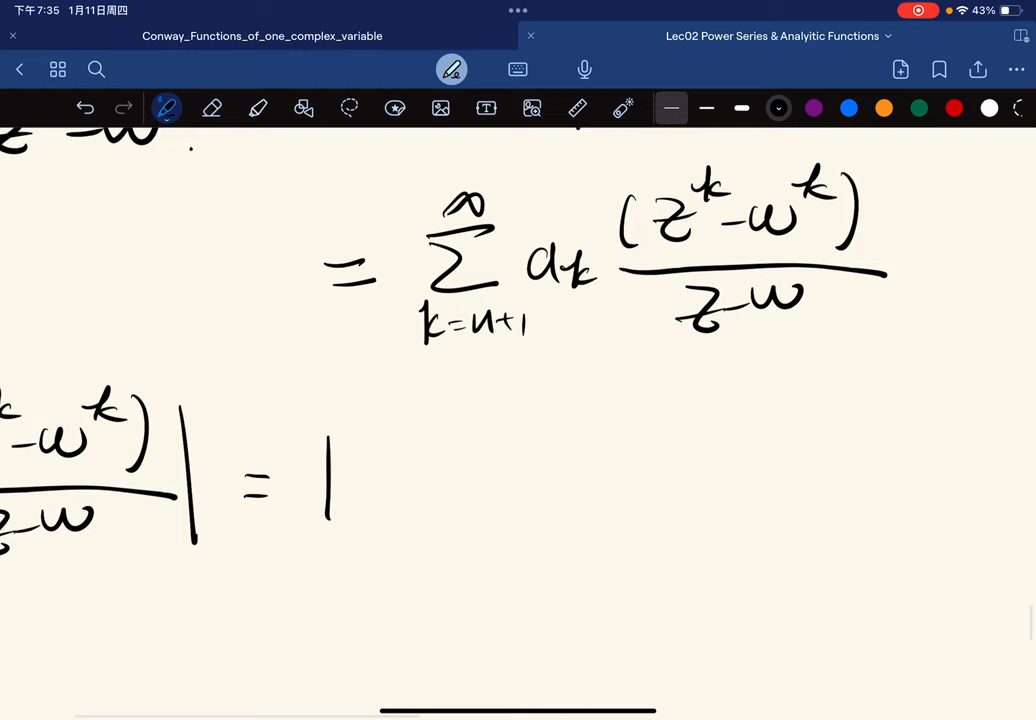 下午7:35 1月11日周四
43%
Conway_Functions_of_one_complex_variable
Lec02 Power Series & Analyitic Functions
z - w.
= ∑_{k=n+1}^{∞} a_k (z^k - w^k) / (z - w)
^k - w^k) / (z - w) | = |